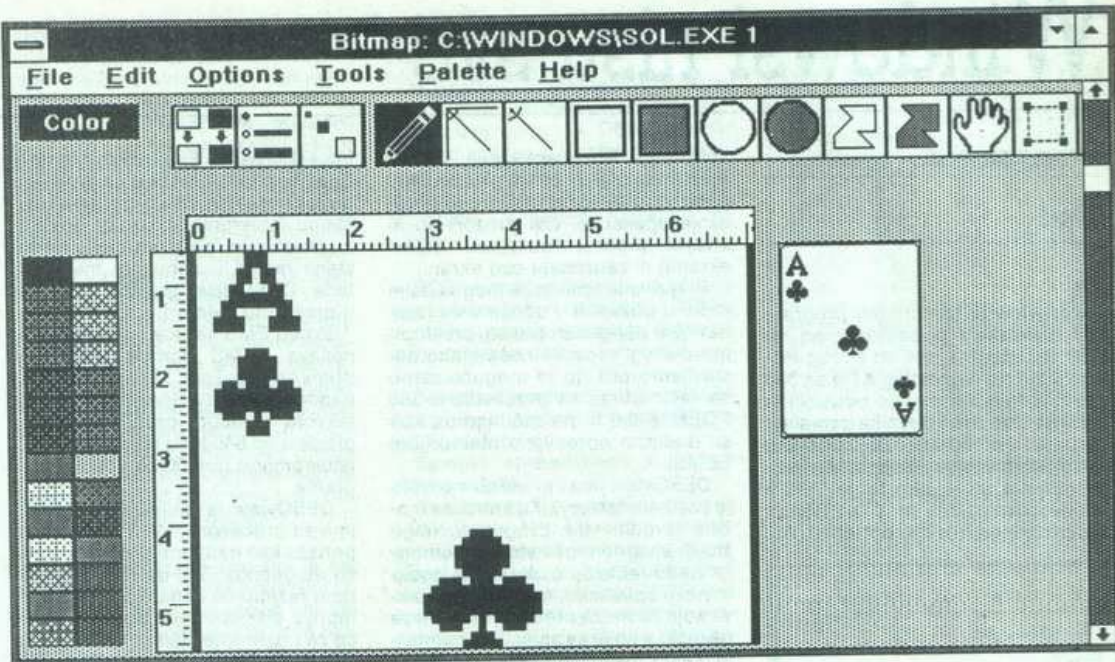 Bitmap: C:\WINDOWS\SOL.EXE 1
File Edit Options Tools Palette Help
Color
0 1 2 3 4 5 6
1
2
3
4
5
A
A
A